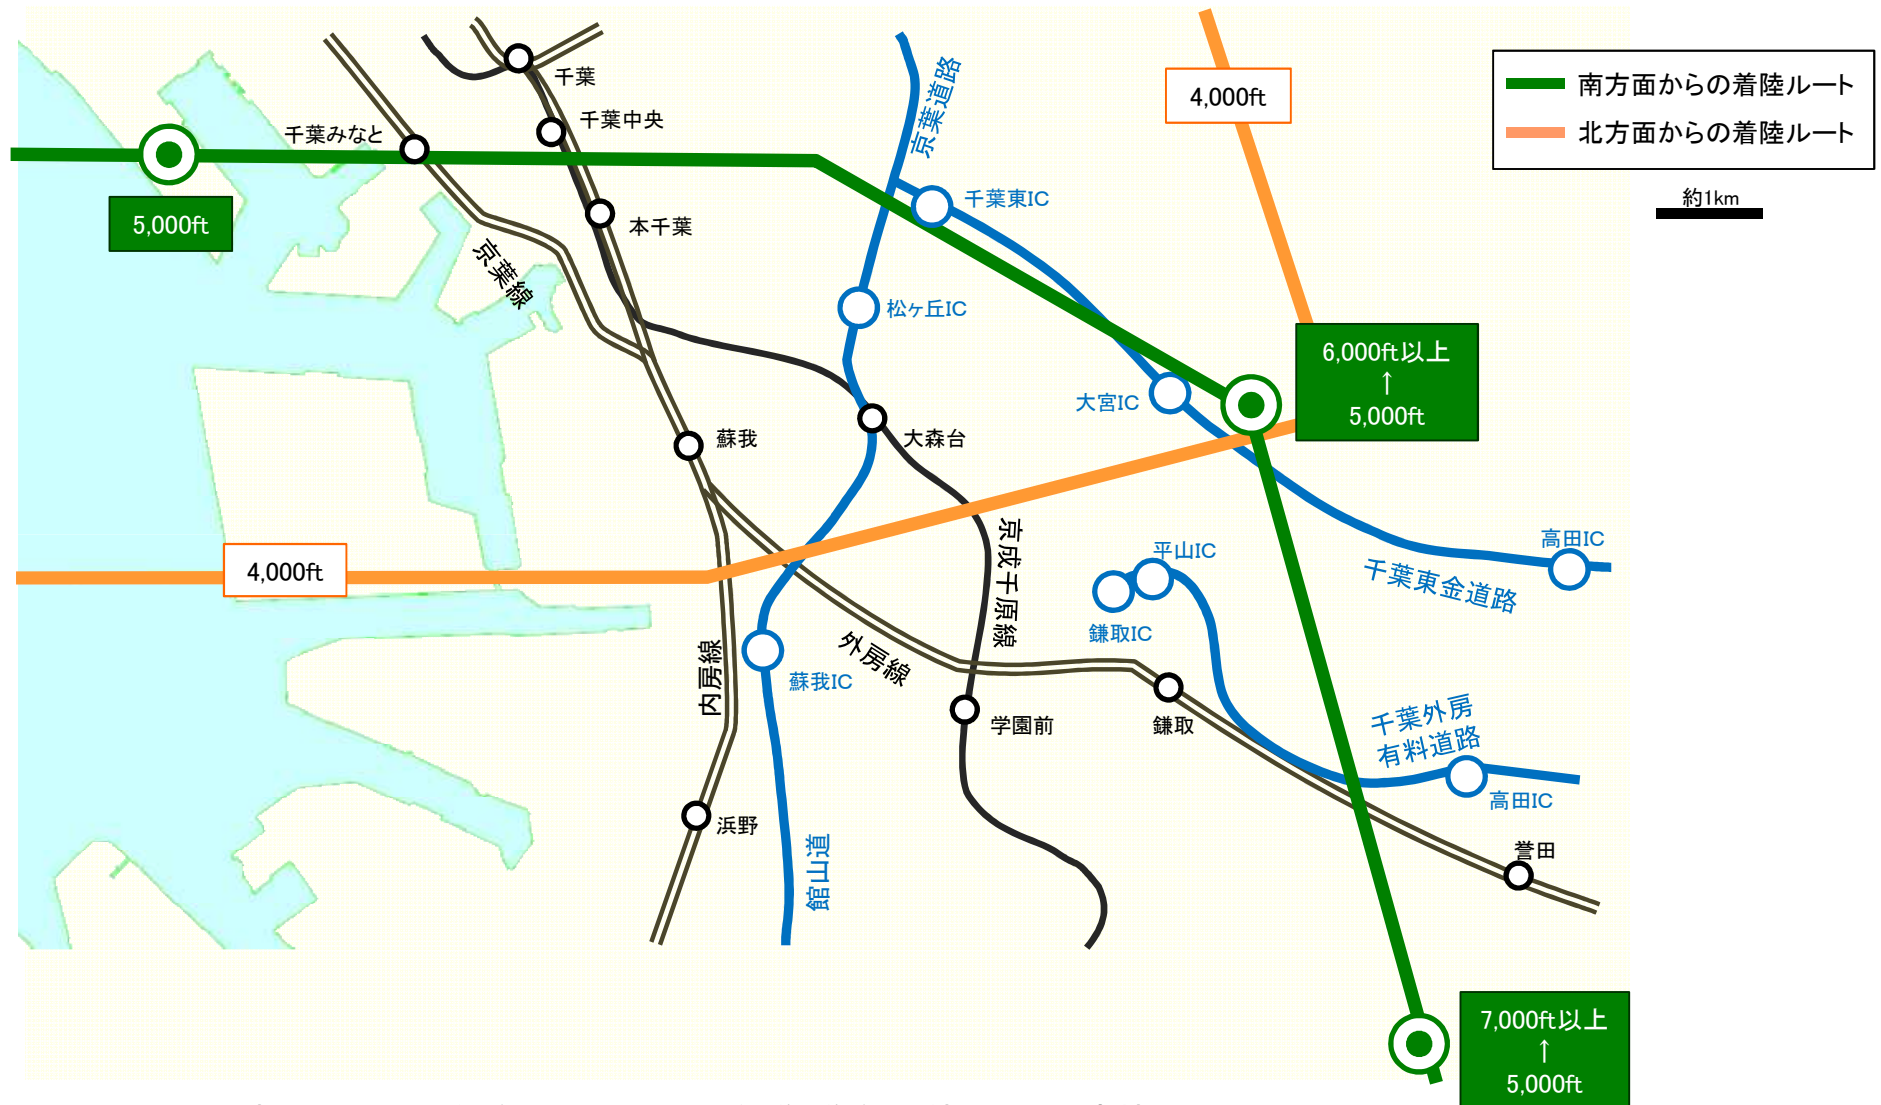 千葉
千葉中央
千葉みなと
本千葉
京葉線
5,000ft
京葉道路
4,000ft
南方面からの着陸ルート
北方面からの着陸ルート
約1km
千葉東IC
松ヶ丘IC
大宮IC
6,000ft以上
↑
5,000ft
蘇我
大森台
4,000ft
京成千原線
平山IC
鎌取IC
高田IC
千葉東金道路
内房線
蘇我IC
外房線
学園前
鎌取
千葉外房
有料道路
高田IC
浜野
館山道
誉田
7,000ft以上
↑
5,000ft